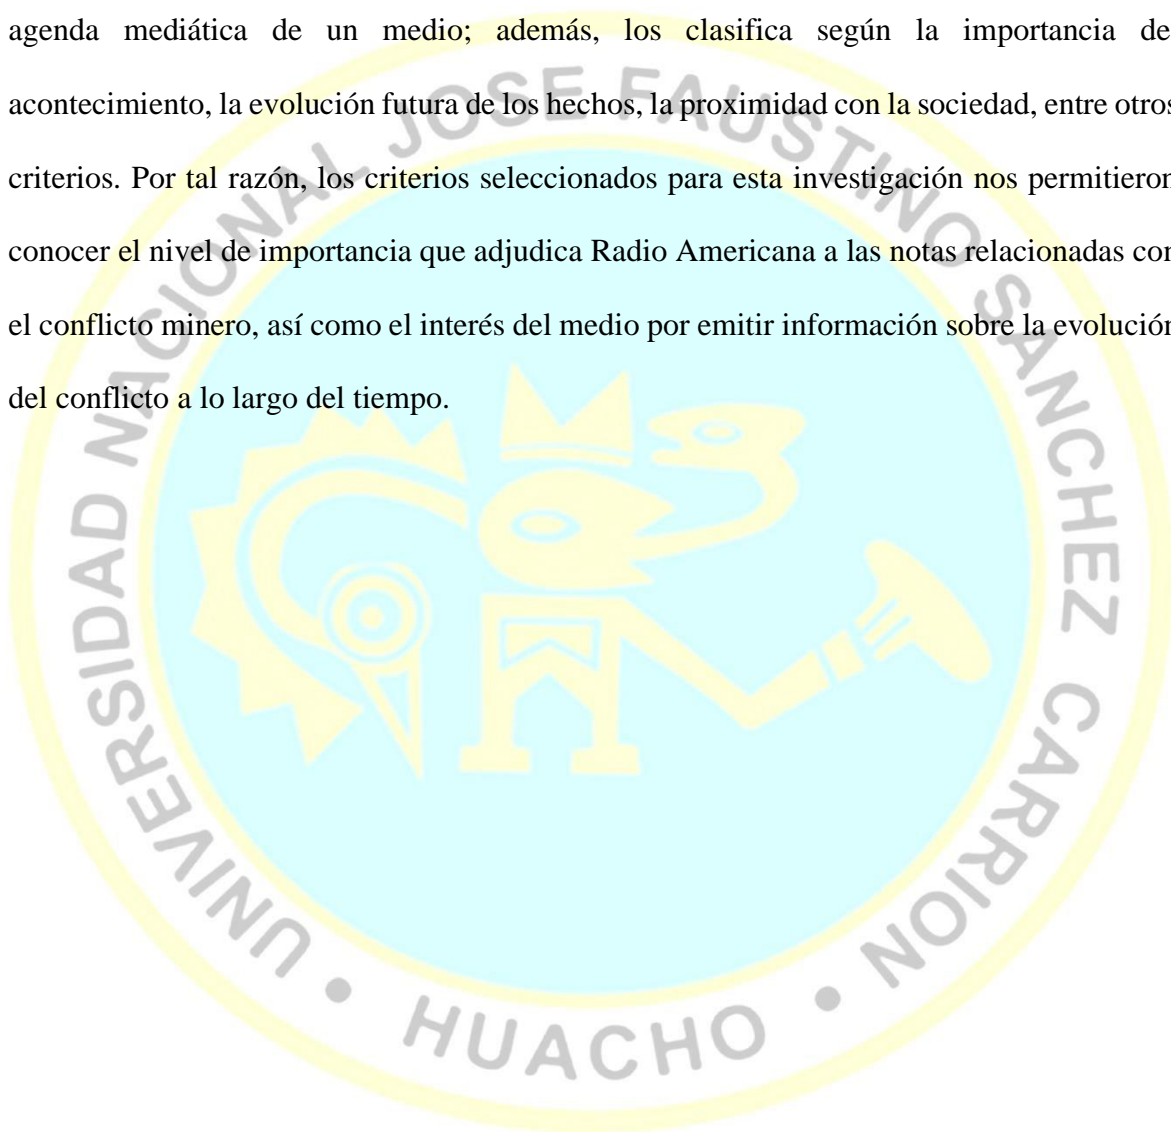 agenda mediática de un medio; además, los clasifica según la importancia de
acontecimiento, la evolución futura de los hechos, la proximidad con la sociedad, entre otros
criterios. Por tal razón, los criterios seleccionados para esta investigación nos permitieron
conocer el nivel de importancia que adjudica Radio Americana a las notas relacionadas con
el conflicto minero, así como el interés del medio por emitir información sobre la evolución
del conflicto a lo largo del tiempo.
UNIVERSIDAD NACIONAL JOSE FAUSTINO SANCHEZ CARRION
• HUACHO •